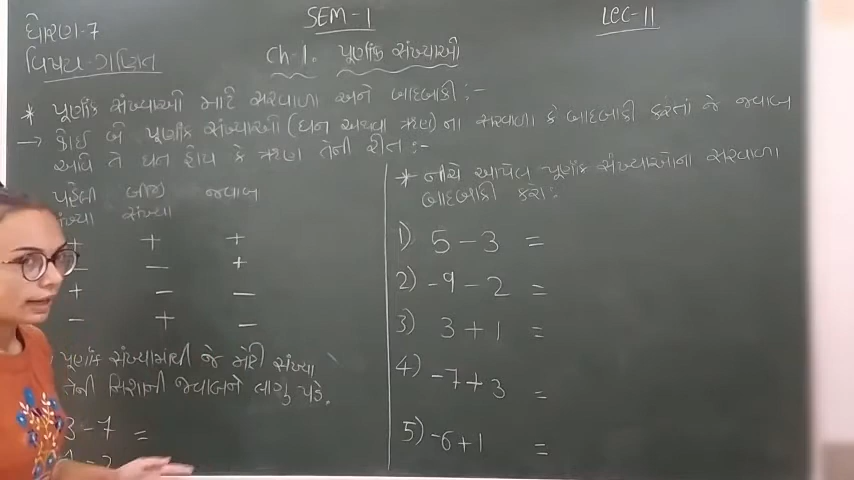 ધોરણ-7
SEM-1
Lec-11
વિષય-ગણિત
Ch-1. પૂર્ણાંક સંખ્યાઓ
* પૂર્ણાંક સંખ્યાઓ માટે સરવાળા અને બાદબાકી :-
→ કોઈ બે પૂર્ણાંક સંખ્યાઓ (ધન અથવા ઋણ) ના સરવાળા કે બાદબાકી કરતાં જે જવાબ
આવે તે ધન હોય કે ઋણ તેની રીત :-
પહેલી બીજી જવાબ
સંખ્યા સંખ્યા
+ + +
- - +
+ - -
- + -
પૂર્ણાંક સંખ્યામાંથી જે મોટી સંખ્યા
તેની નિશાની જવાબને લાગુ પડે.
3-7 =
* નીચે આપેલ પૂર્ણાંક સંખ્યાઓના સરવાળા
બાદબાકી કરો:
1) 5-3 =
2) -9-2 =
3) 3+1 =
4) -7+3 =
5) -6+1 =